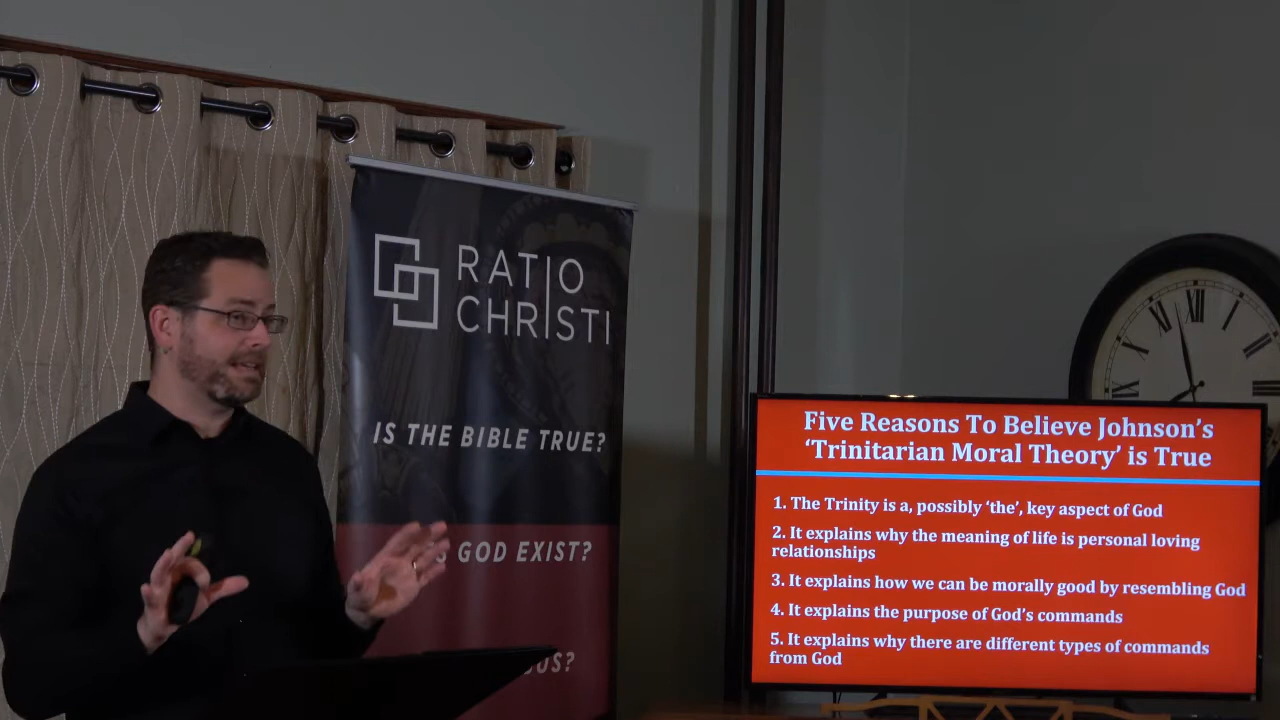 RATIO
CHRISTI
IS THE BIBLE TRUE?
GOD EXIST?
Five Reasons To Believe Johnson's
'Trinitarian Moral Theory' is True
1. The Trinity is a, possibly 'the', key aspect of God
2. It explains why the meaning of life is personal loving
relationships
3. It explains how we can be morally good by resembling God
4. It explains the purpose of God's commands
5. It explains why there are different types of commands
from God